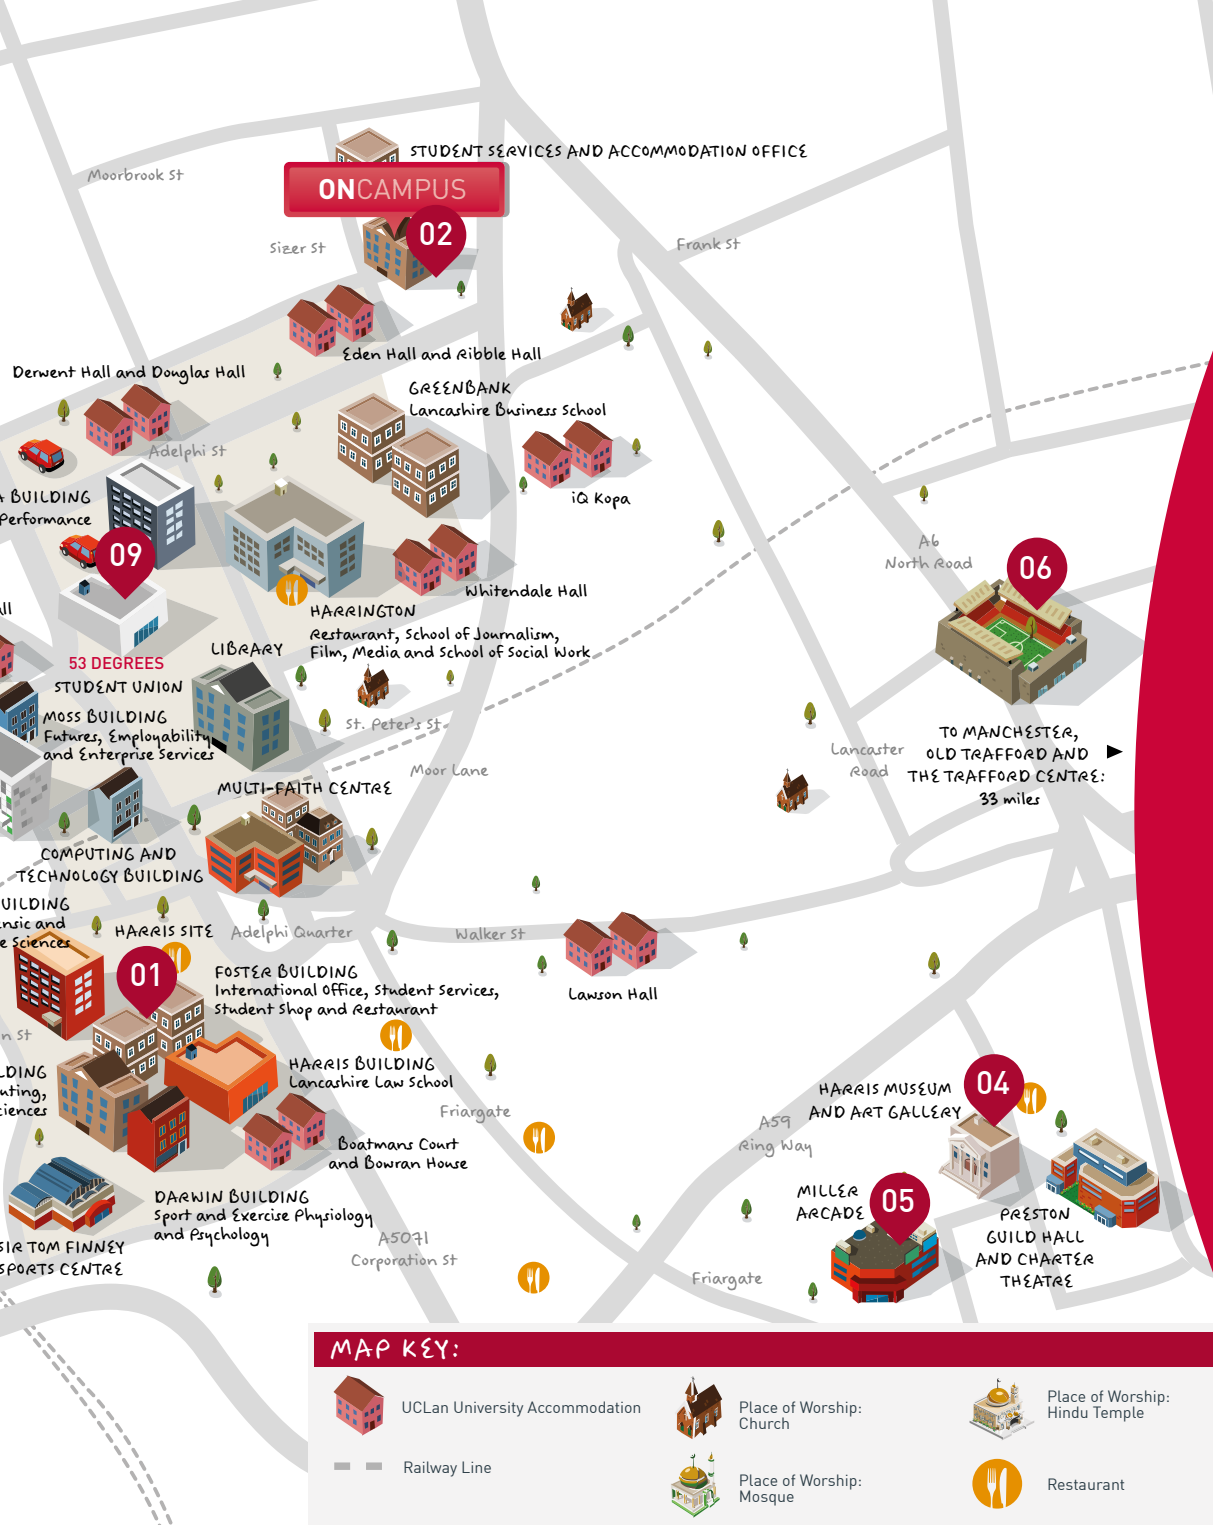 STUDENT SERVICES AND ACCOMMODATION OFFICE
Moorbrook St
ONCAMPUS
02
Sizer St
Frank St
Eden Hall and Ribble Hall
Derwent Hall and Douglas Hall
GREENBANK
Lancashire Business School
Adelphi St
iQ Kopa
BUILDING
Performance
A6
North Road
09
06
Whitendale Hall
HARRINGTON
Restaurant, School of Journalism,
Film, Media and School of Social Work
LIBRARY
53 DEGREES
STUDENT UNION
MOSS BUILDING
Futures, Employability
and Enterprise Services
St. Peter's St
Moor Lane
Lancaster
Road
TO MANCHESTER,
OLD TRAFFORD AND
THE TRAFFORD CENTRE:
33 miles
MULTI-FAITH CENTRE
COMPUTING AND
TECHNOLOGY BUILDING
UILDING
ensic and
e Sciences
HARRIS SITE
Adelphi Quarter
Walker St
01
FOSTER BUILDING
International Office, Student Services,
Student Shop and Restaurant
Lawson Hall
n St
HARRIS BUILDING
Lancashire Law School
LDING
uting,
ciences
Friargate
Boatmans Court
and Bowran House
HARRIS MUSEUM
AND ART GALLERY
04
A59
Ring Way
MILLER
ARCADE
05
DARWIN BUILDING
Sport and Exercise Physiology
and Psychology
SIR TOM FINNEY
SPORTS CENTRE
A5071
Corporation St
Friargate
PRESTON
GUILD HALL
AND CHARTER
THEATRE
MAP KEY:
UCLan University Accommodation
Railway Line
Place of Worship:
Church
Place of Worship:
Mosque
Place of Worship:
Hindu Temple
Restaurant